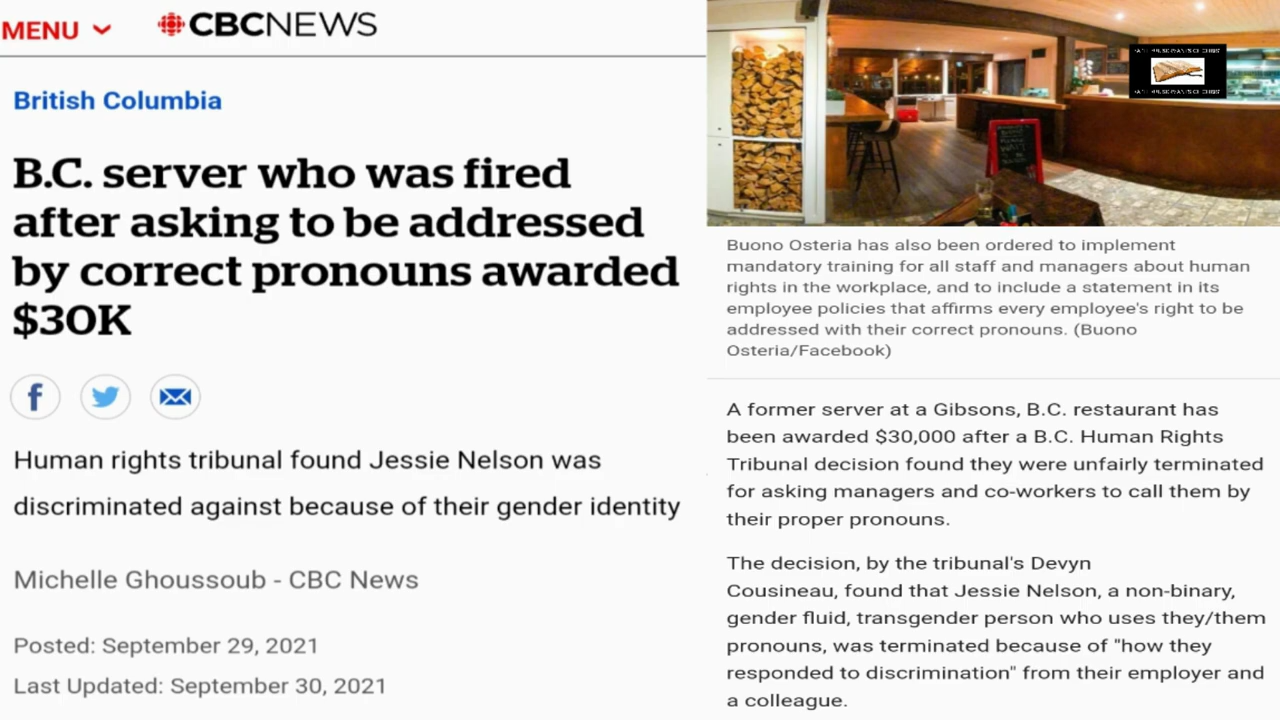 MENU
CBCNEWS
British Columbia
B.C. server who was fired
after asking to be addressed
by correct pronouns awarded
$30K
Human rights tribunal found Jessie Nelson was
discriminated against because of their gender identity
Michelle Ghoussoub - CBC News
Posted: September 29, 2021
Last Updated: September 30, 2021
Buono Osteria has also been ordered to implement
mandatory training for all staff and managers about human
rights in the workplace, and to include a statement in its
employee policies that affirms every employee's right to be
addressed with their correct pronouns. (Buono
Osteria/Facebook)
A former server at a Gibsons, B.C. restaurant has
been awarded $30,000 after a B.C. Human Rights
Tribunal decision found they were unfairly terminated
for asking managers and co-workers to call them by
their proper pronouns.
The decision, by the tribunal's Devyn
Cousineau, found that Jessie Nelson, a non-binary,
gender fluid, transgender person who uses they/them
pronouns, was terminated because of "how they
responded to discrimination" from their employer and
a colleague.